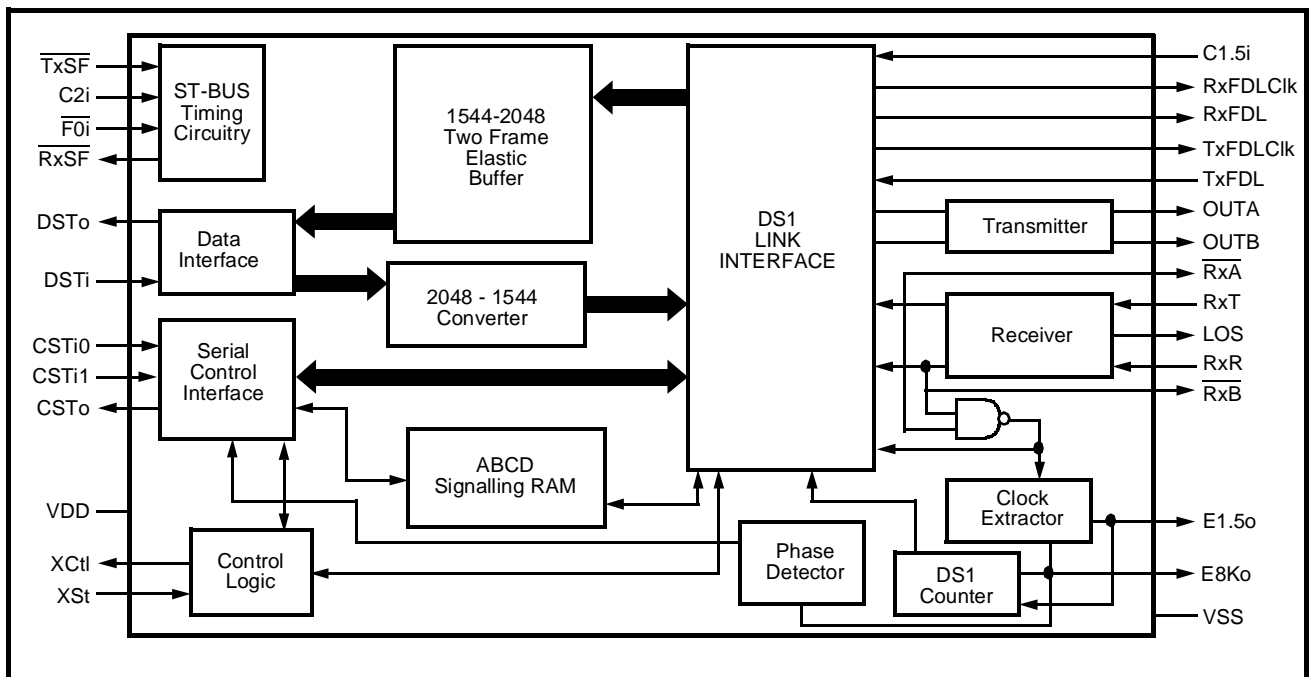 TxSF
C2i
F0i
RxSF
DSTo
DSTi
CSTi0
CSTi1
CSTo
VDD
XCtl
XSt
ST-BUS
Timing
Circuitry
Data
Interface
Serial
Control
Interface
Control
Logic
1544-2048
Two Frame
Elastic
Buffer
2048 - 1544
Converter
ABCD
Signalling RAM
DS1
LINK
INTERFACE
Phase
Detector
Transmitter
Receiver
Clock
Extractor
DS1
Counter
C1.5i
RxFDLClk
RxFDL
TxFDLClk
TxFDL
OUTA
OUTB
RxA
RxT
LOS
RxR
RxB
E1.5o
E8Ko
VSS